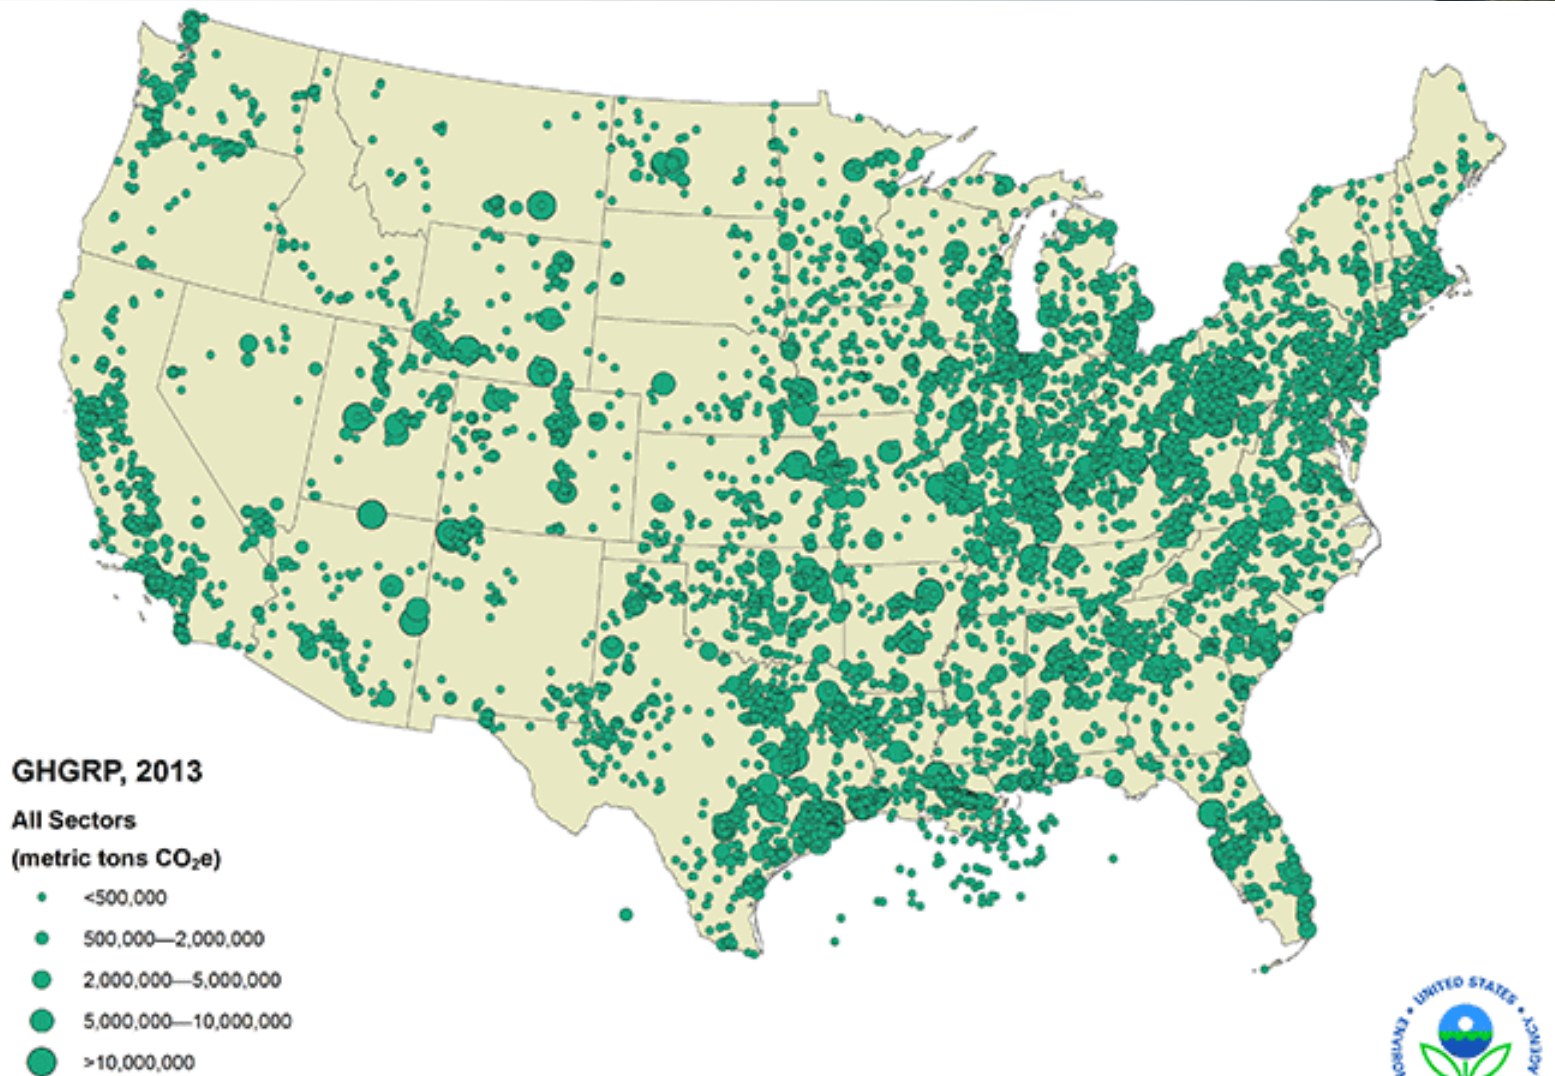 GHGRP, 2013
All Sectors
(metric tons CO₂e)
<500,000
500,000—2,000,000
2,000,000—5,000,000
5,000,000—10,000,000
>10,000,000
UNITED STATES